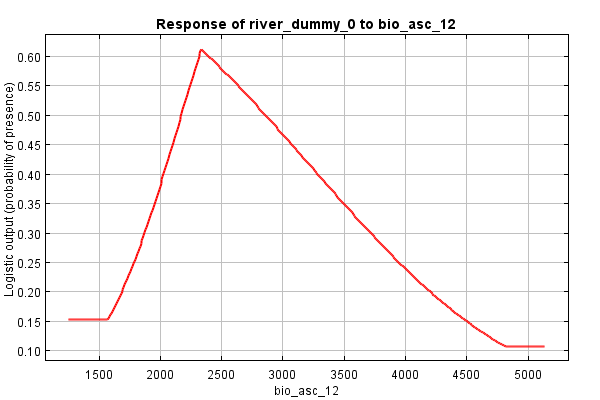 Response of river_dummy_0 to bio_asc_12
Logistic output (probability of presence)
0.60
0.55
0.50
0.45
0.40
0.35
0.30
0.25
0.20
0.15
0.10
1500 2000 2500 3000 3500 4000 4500 5000
bio_asc_12